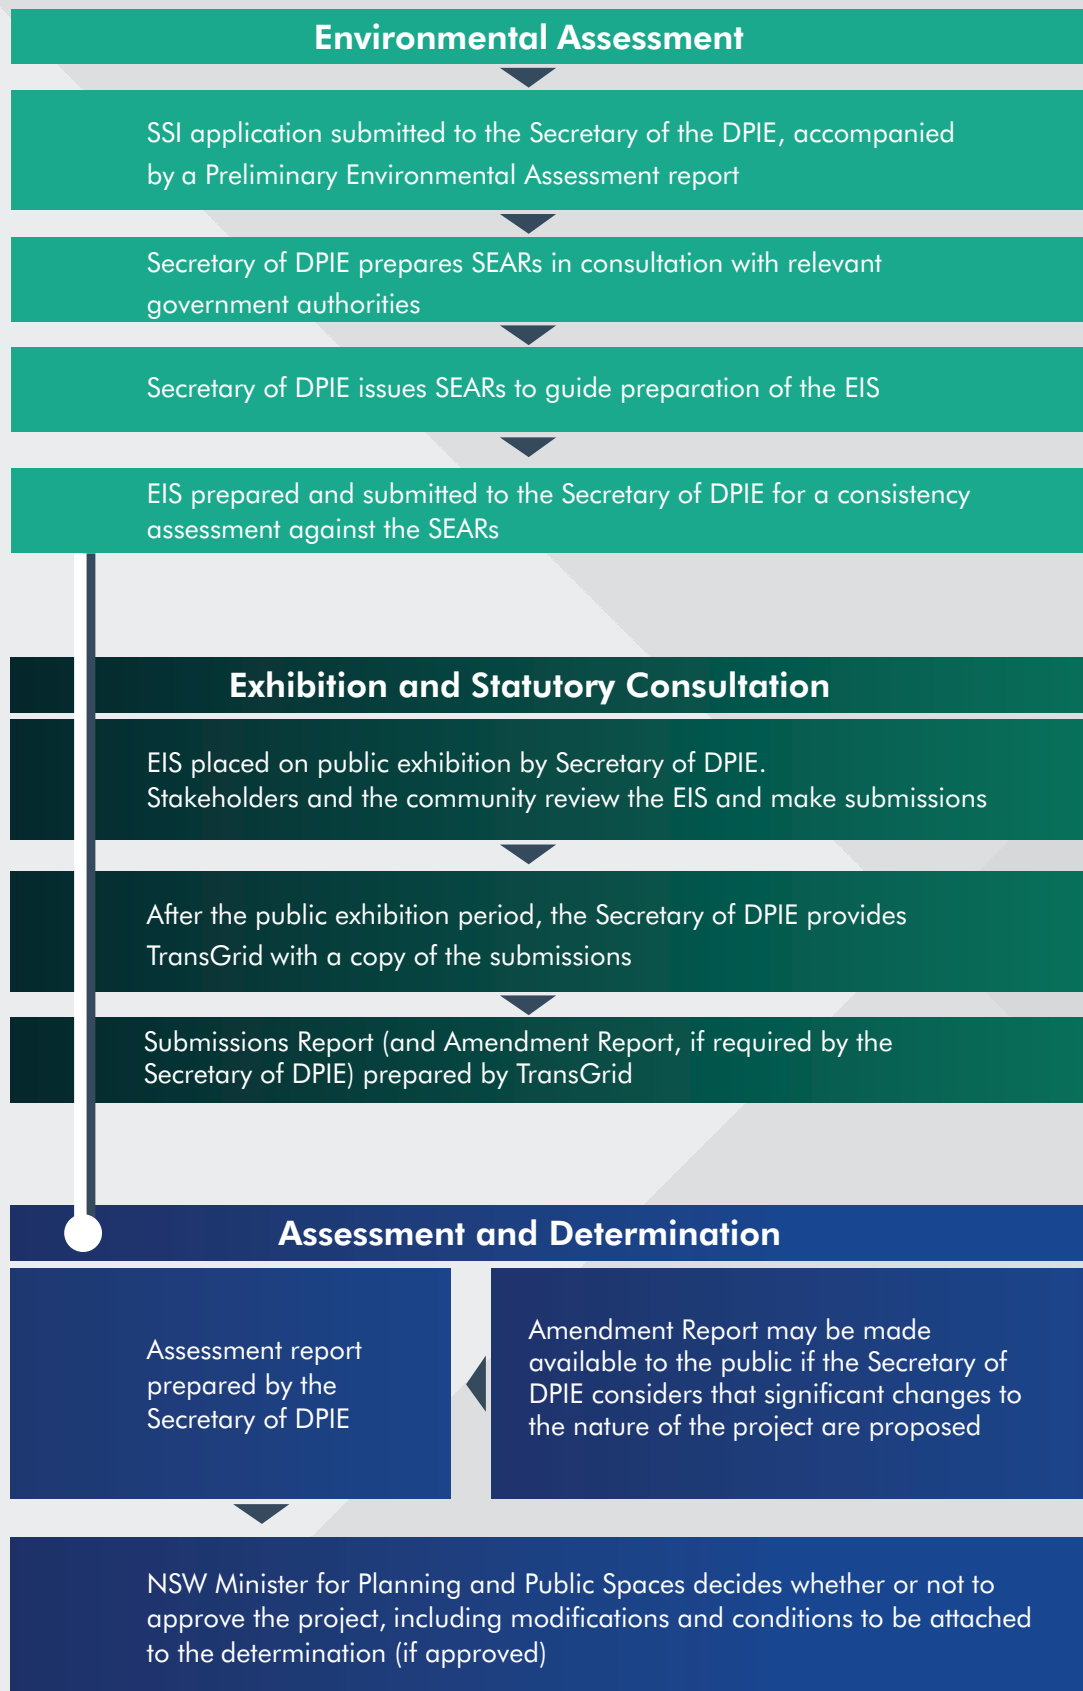 Environmental Assessment
SSI application submitted to the Secretary of the DPIE, accompanied
by a Preliminary Environmental Assessment report
Secretary of DPIE prepares SEARs in consultation with relevant
government authorities
Secretary of DPIE issues SEARs to guide preparation of the EIS
EIS prepared and submitted to the Secretary of DPIE for a consistency
assessment against the SEARs
Exhibition and Statutory Consultation
EIS placed on public exhibition by Secretary of DPIE.
Stakeholders and the community review the EIS and make submissions
After the public exhibition period, the Secretary of DPIE provides
TransGrid with a copy of the submissions
Submissions Report (and Amendment Report, if required by the
Secretary of DPIE) prepared by TransGrid
Assessment and Determination
Assessment report
prepared by the
Secretary of DPIE
Amendment Report may be made
available to the public if the Secretary of
DPIE considers that significant changes to
the nature of the project are proposed
NSW Minister for Planning and Public Spaces decides whether or not to
approve the project, including modifications and conditions to be attached
to the determination (if approved)